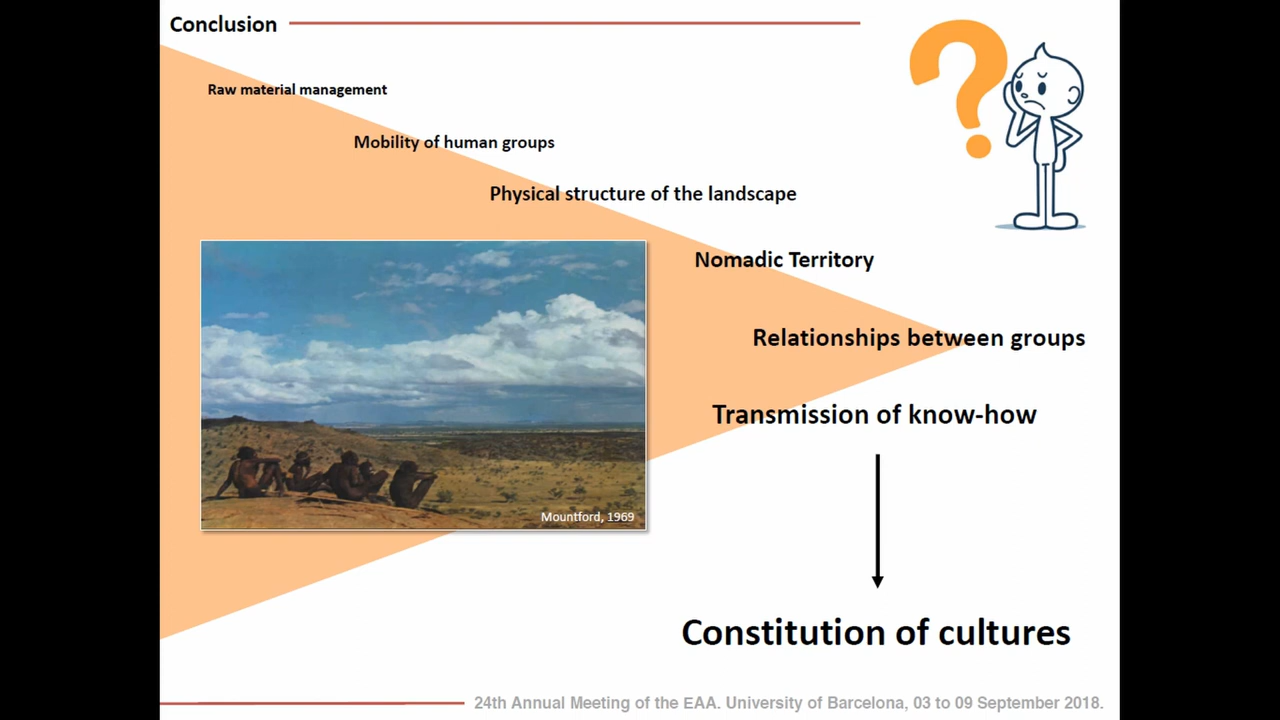 Conclusion
Raw material management
Mobility of human groups
Physical structure of the landscape
Nomadic Territory
Relationships between groups
Transmission of know-how
Mountford, 1969
Constitution of cultures
24th Annual Meeting of the EAA. University of Barcelona, 03 to 09 September 2018.